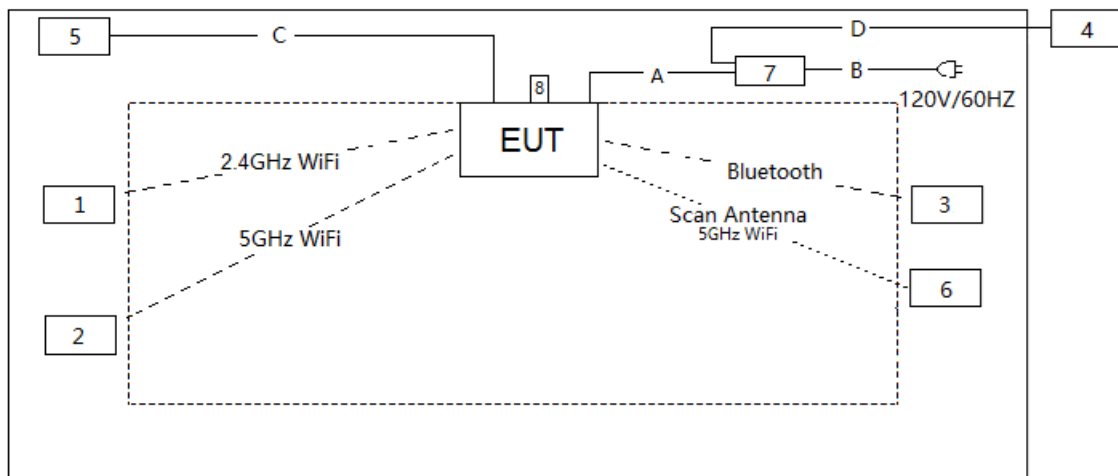 5
C
D
4
8
A
7
B
120V/60HZ
EUT
2.4GHz WiFi
Bluetooth
1
3
Scan Antenna
5GHz WiFi
5GHz WiFi
6
2